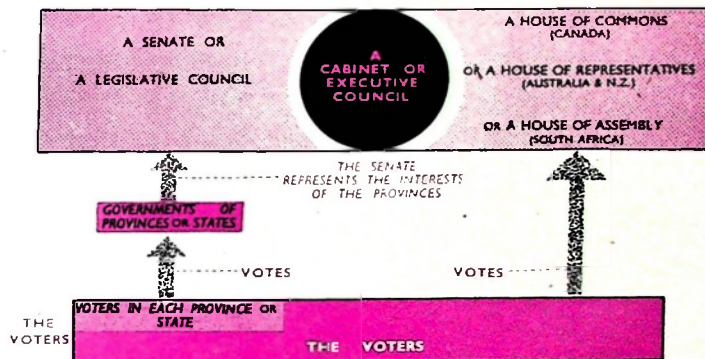 A SENATE OR
A LEGISLATIVE COUNCIL
A
CABINET OR
EXECUTIVE
COUNCIL
A HOUSE OF COMMONS
(CANADA)
OR A HOUSE OF REPRESENTATIVES
(AUSTRALIA & N.Z.)
OR A HOUSE OF ASSEMBLY
(SOUTH AFRICA)
THE SENATE
REPRESENTS THE INTERESTS
OF THE PROVINCES
GOVERNMENTS OF
PROVINCES OR STATES
VOTES
VOTES
THE
VOTERS
VOTERS IN EACH PROVINCE OR
STATE
THE VOTERS